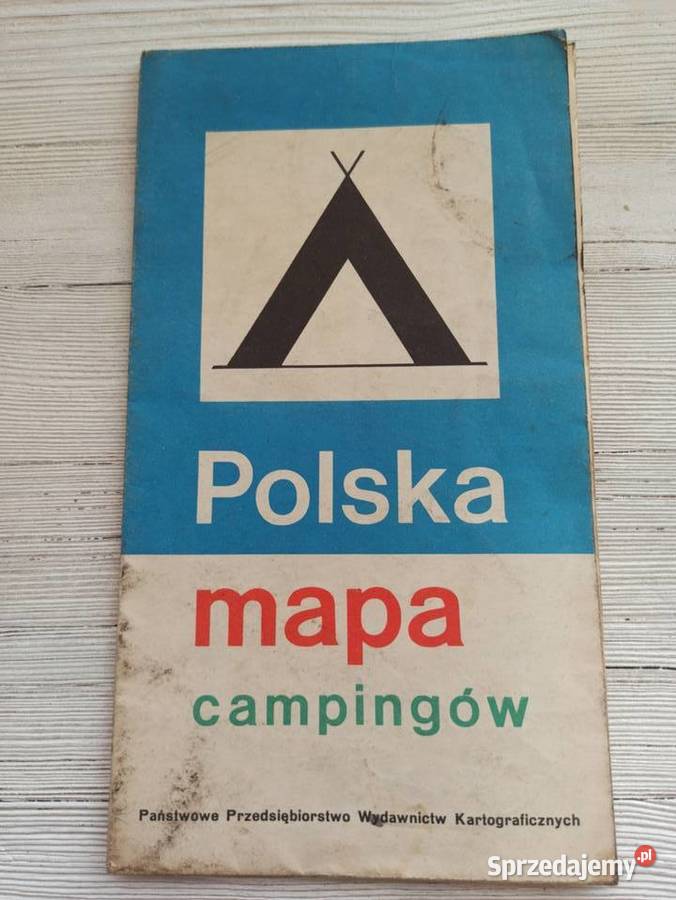 Polska
mapa
campingów
Państwowe Przedsiębiorstwo Wydawnictw Kartograficznych
Sprzedajemy.pl